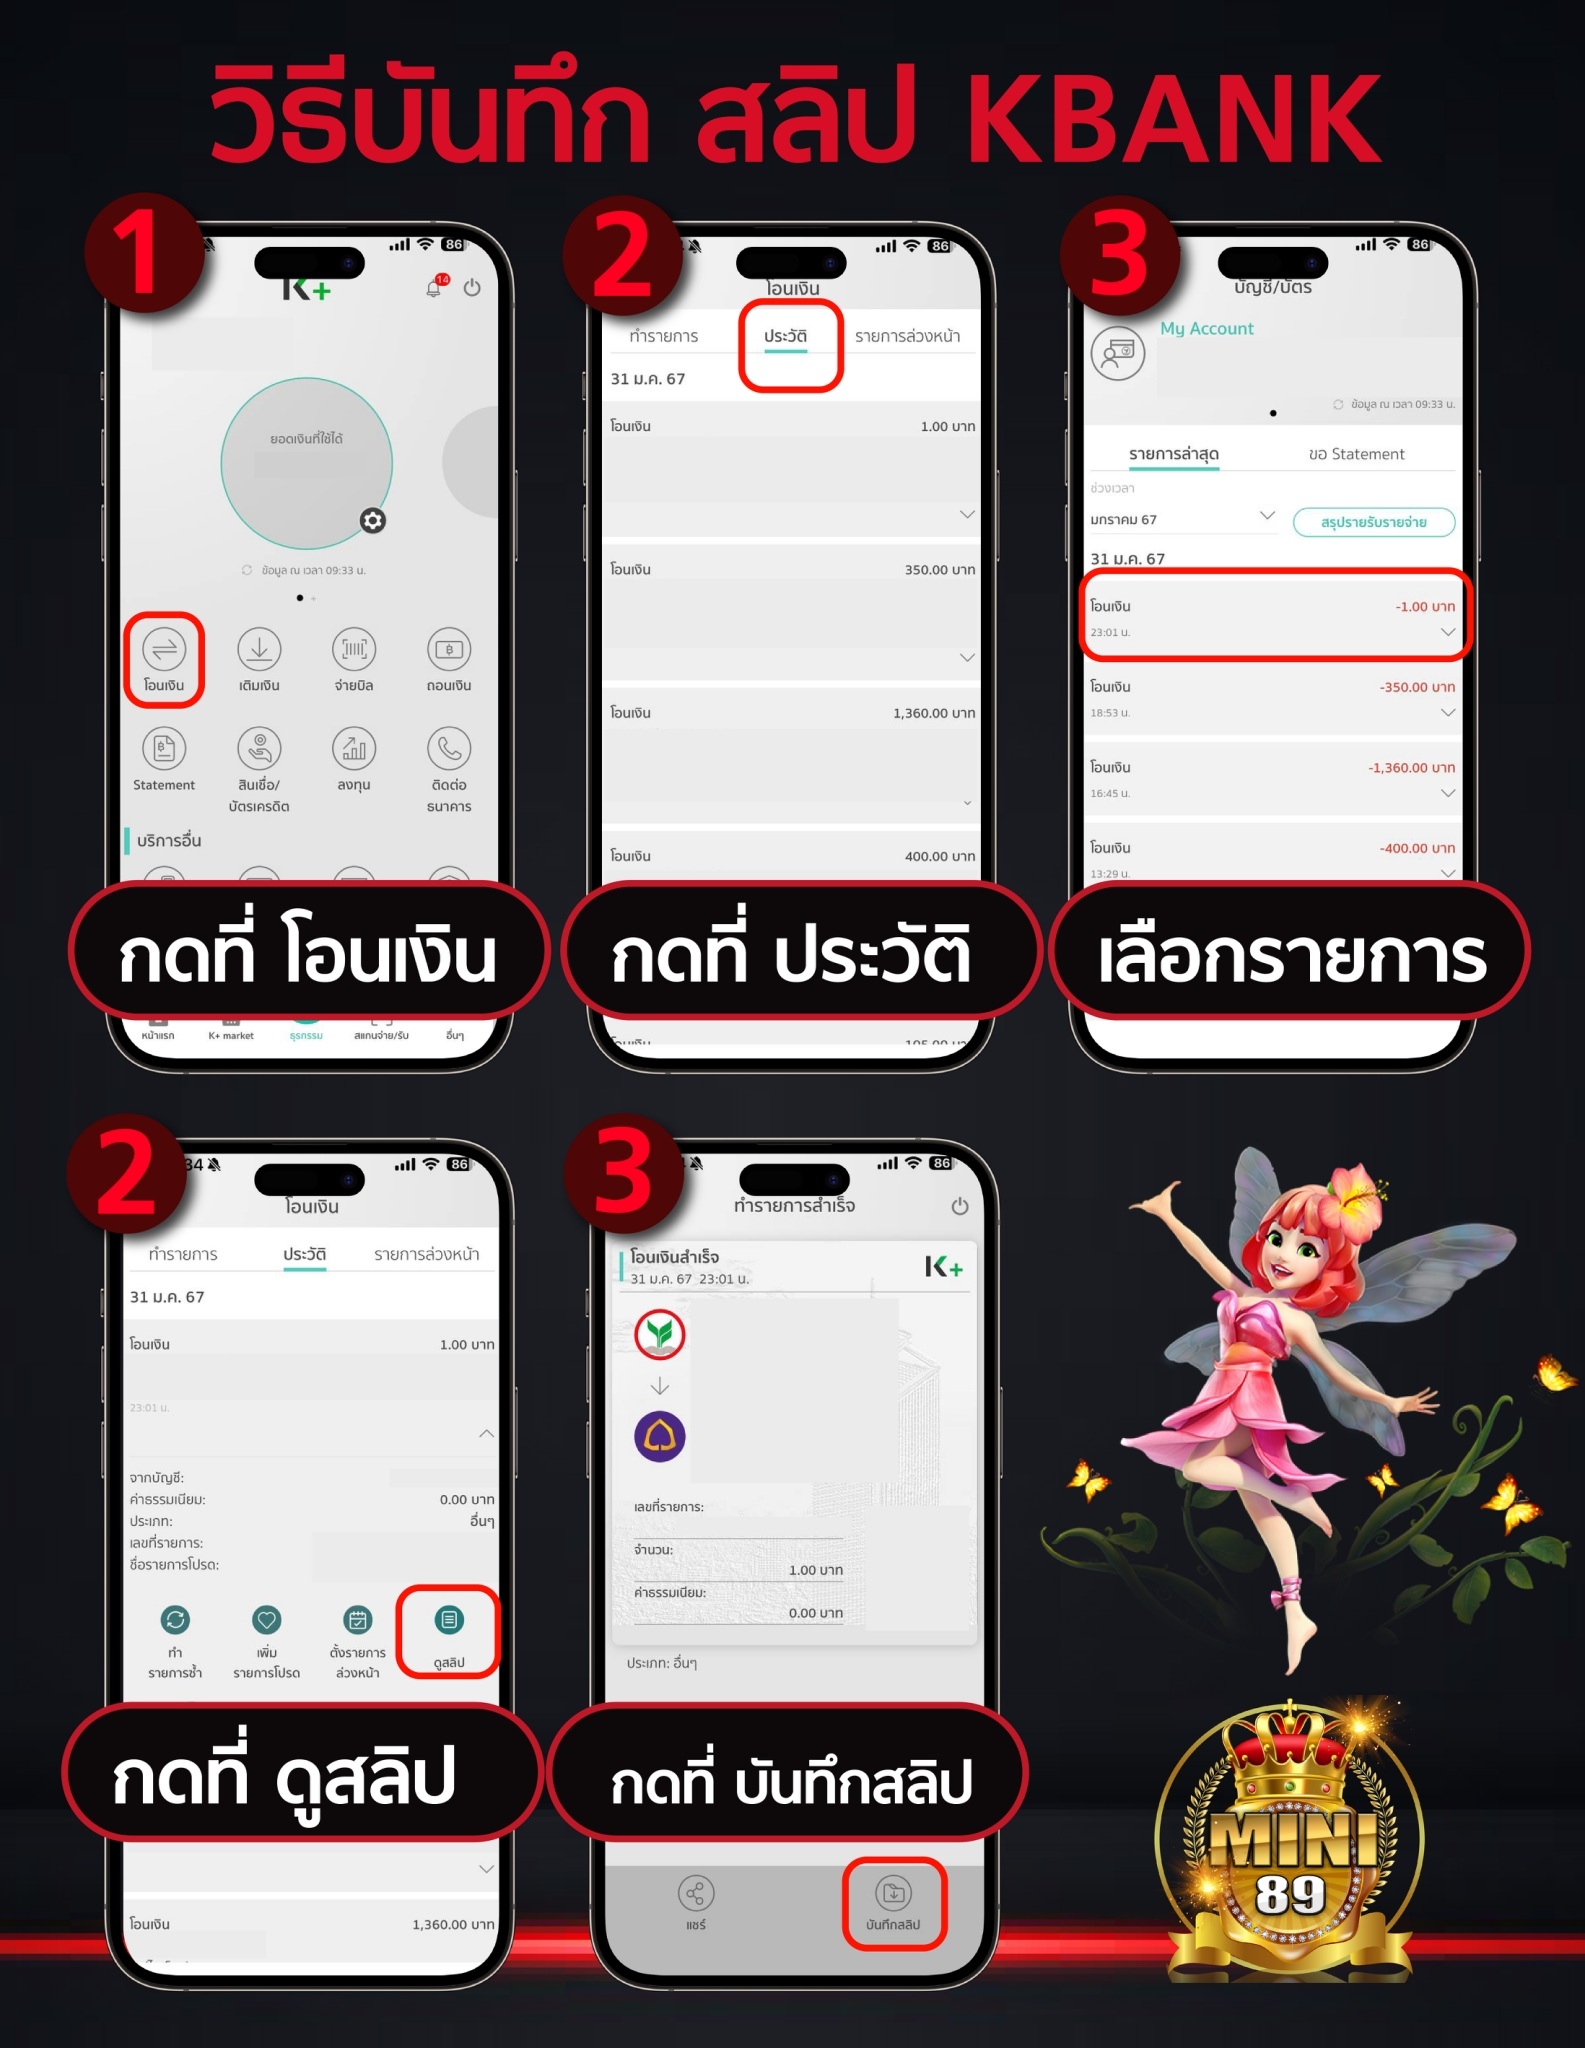 วิธีบันทึก สลิป KBANK
1
86
K+
14
ยอดเงินที่ใช้ได้
ข้อมูล ณ เวลา 09:33 น.
โอนเงิน
เติมเงิน
จ่ายบิล
ถอนเงิน
Statement
สินเชื่อ/
บัตรเครดิต
ลงทุน
ติดต่อ
ธนาคาร
บริการอื่น
กดที่ โอนเงิน
หน้าแรก
K+ market
ธุรกรรม
สแกนจ่าย/รับ
อื่นๆ
2
86
โอนเงิน
ทำรายการ
ประวัติ
รายการล่วงหน้า
31 ม.ค. 67
โอนเงิน 1.00 บาท
โอนเงิน 350.00 บาท
โอนเงิน 1,360.00 บาท
โอนเงิน 400.00 บาท
กดที่ ประวัติ
3
86
บัญชี/บัตร
My Account
ข้อมูล ณ เวลา 09:33 น.
รายการล่าสุด
ขอ Statement
ช่วงเวลา
มกราคม 67
สรุปรายรับรายจ่าย
31 ม.ค. 67
โอนเงิน -1.00 บาท
23:01 น.
โอนเงิน -350.00 บาท
18:53 น.
โอนเงิน -1,360.00 บาท
16:45 น.
โอนเงิน -400.00 บาท
13:29 น.
เลือกรายการ
2
34
86
โอนเงิน
ทำรายการ
ประวัติ
รายการล่วงหน้า
31 ม.ค. 67
โอนเงิน 1.00 บาท
23:01 น.
จากบัญชี:
ค่าธรรมเนียม: 0.00 บาท
ประเภท: อื่นๆ
เลขที่รายการ:
ชื่อรายการโปรด:
ทำ
รายการซ้ำ
เพิ่ม
รายการโปรด
ตั้งรายการ
ล่วงหน้า
ดูสลิป
กดที่ ดูสลิป
โอนเงิน 1,360.00 บาท
3
86
ทำรายการสำเร็จ
โอนเงินสำเร็จ
31 ม.ค. 67 23:01 น.
K+
เลขที่รายการ:
จำนวน:
1.00 บาท
ค่าธรรมเนียม:
0.00 บาท
ประเภท: อื่นๆ
กดที่ บันทึกสลิป
แชร์
บันทึกสลิป
MINI
89